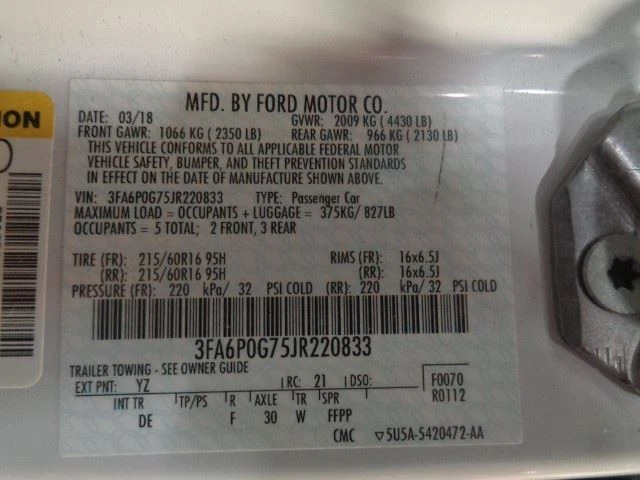 MFD. BY FORD MOTOR CO.
DATE: 03/18 GVWR: 2009 KG ( 4430 LB)
FRONT GAWR: 1066 KG ( 2350 LB) REAR GAWR: 966 KG ( 2130 LB)
THIS VEHICLE CONFORMS TO ALL APPLICABLE FEDERAL MOTOR
VEHICLE SAFETY, BUMPER, AND THEFT PREVENTION STANDARDS
IN EFFECT ON THE DATE OF MANUFACTURE SHOWN ABOVE.
VIN: 3FA6P0G75JR220833 TYPE: Passenger Car
MAXIMUM LOAD = OCCUPANTS + LUGGAGE = 375KG/ 827LB
OCCUPANTS = 5 TOTAL; 2 FRONT, 3 REAR
TIRE (FR): 215/60R16 95H RIMS (FR): 16x6.5J
(RR): 215/60R16 95H (RR): 16x6.5J
PRESSURE (FR): 220 kPa/ 32 PSI COLD (RR) 220 kPa/ 32 PSI COLD
3FA6P0G75JR220833
TRAILER TOWING - SEE OWNER GUIDE
EXT PNT: YZ RC: 21 DSO: F0070
INT TR TP/PS R AXLE TR SPR R0112
DE F 30 W FFPP
CMC ▽5U5A-5420472-AA